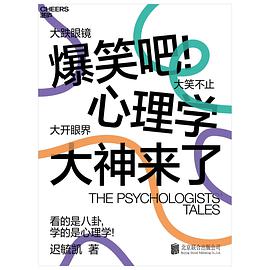 CHEERS
湛庐
大跌眼镜
爆笑吧!
大笑不止
心理学
大开眼界
大神来了
THE PSYCHOLOGISTS
TALES
看的是八卦,
学的是心理学!
迟毓凯 著
北京联合出版公司
Beijing United Publishing Co.,Ltd.